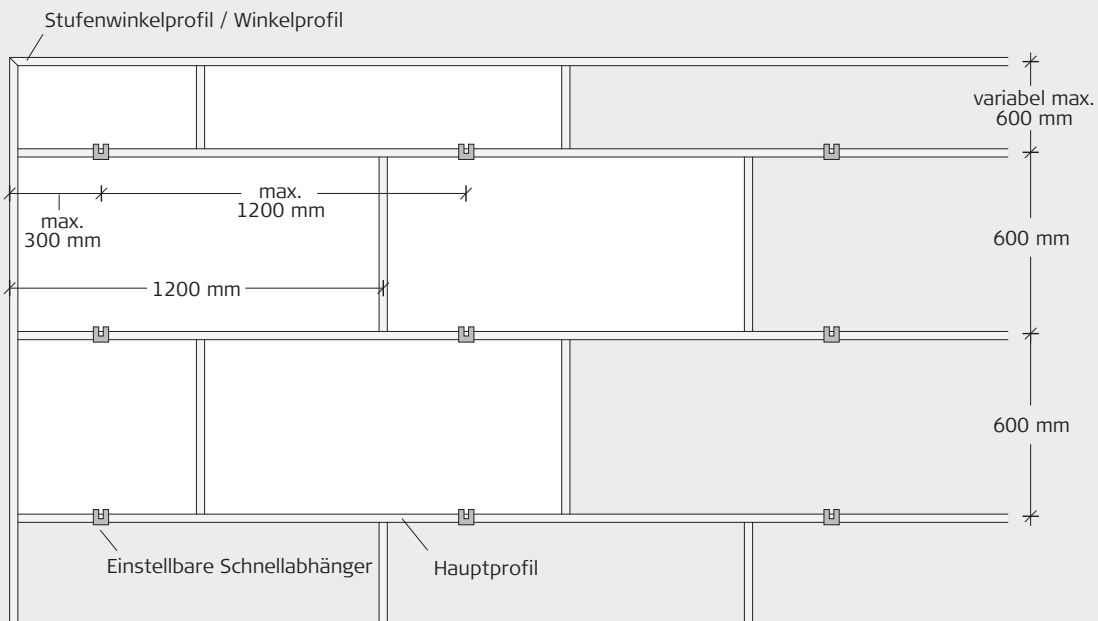 Stufenwinkelprofil / Winkelprofil
variabel max.
600 mm
max.
1200 mm
max.
300 mm
600 mm
1200 mm
600 mm
Einstellbare Schnellabhänger
Hauptprofil